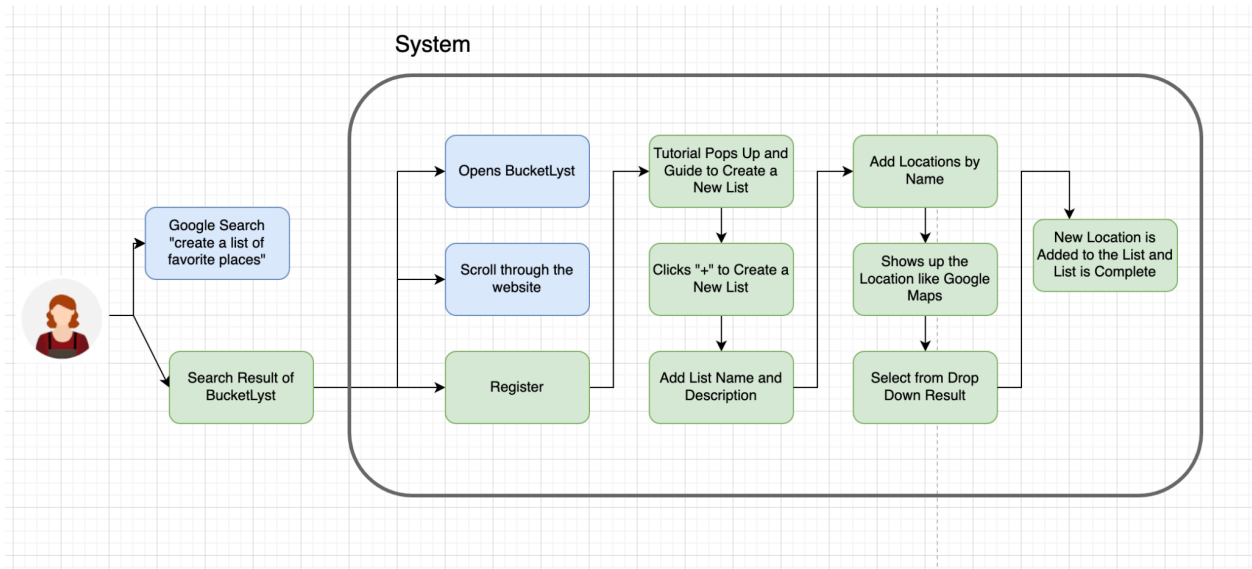 System
Opens BucketLyst
Tutorial Pops Up and
Guide to Create a
New List
Add Locations by
Name
Google Search
"create a list of
favorite places"
Scroll through the
website
Clicks "+" to Create a
New List
Shows up the
Location like Google
Maps
New Location is
Added to the List and
List is Complete
Search Result of
BucketLyst
Register
Add List Name and
Description
Select from Drop
Down Result